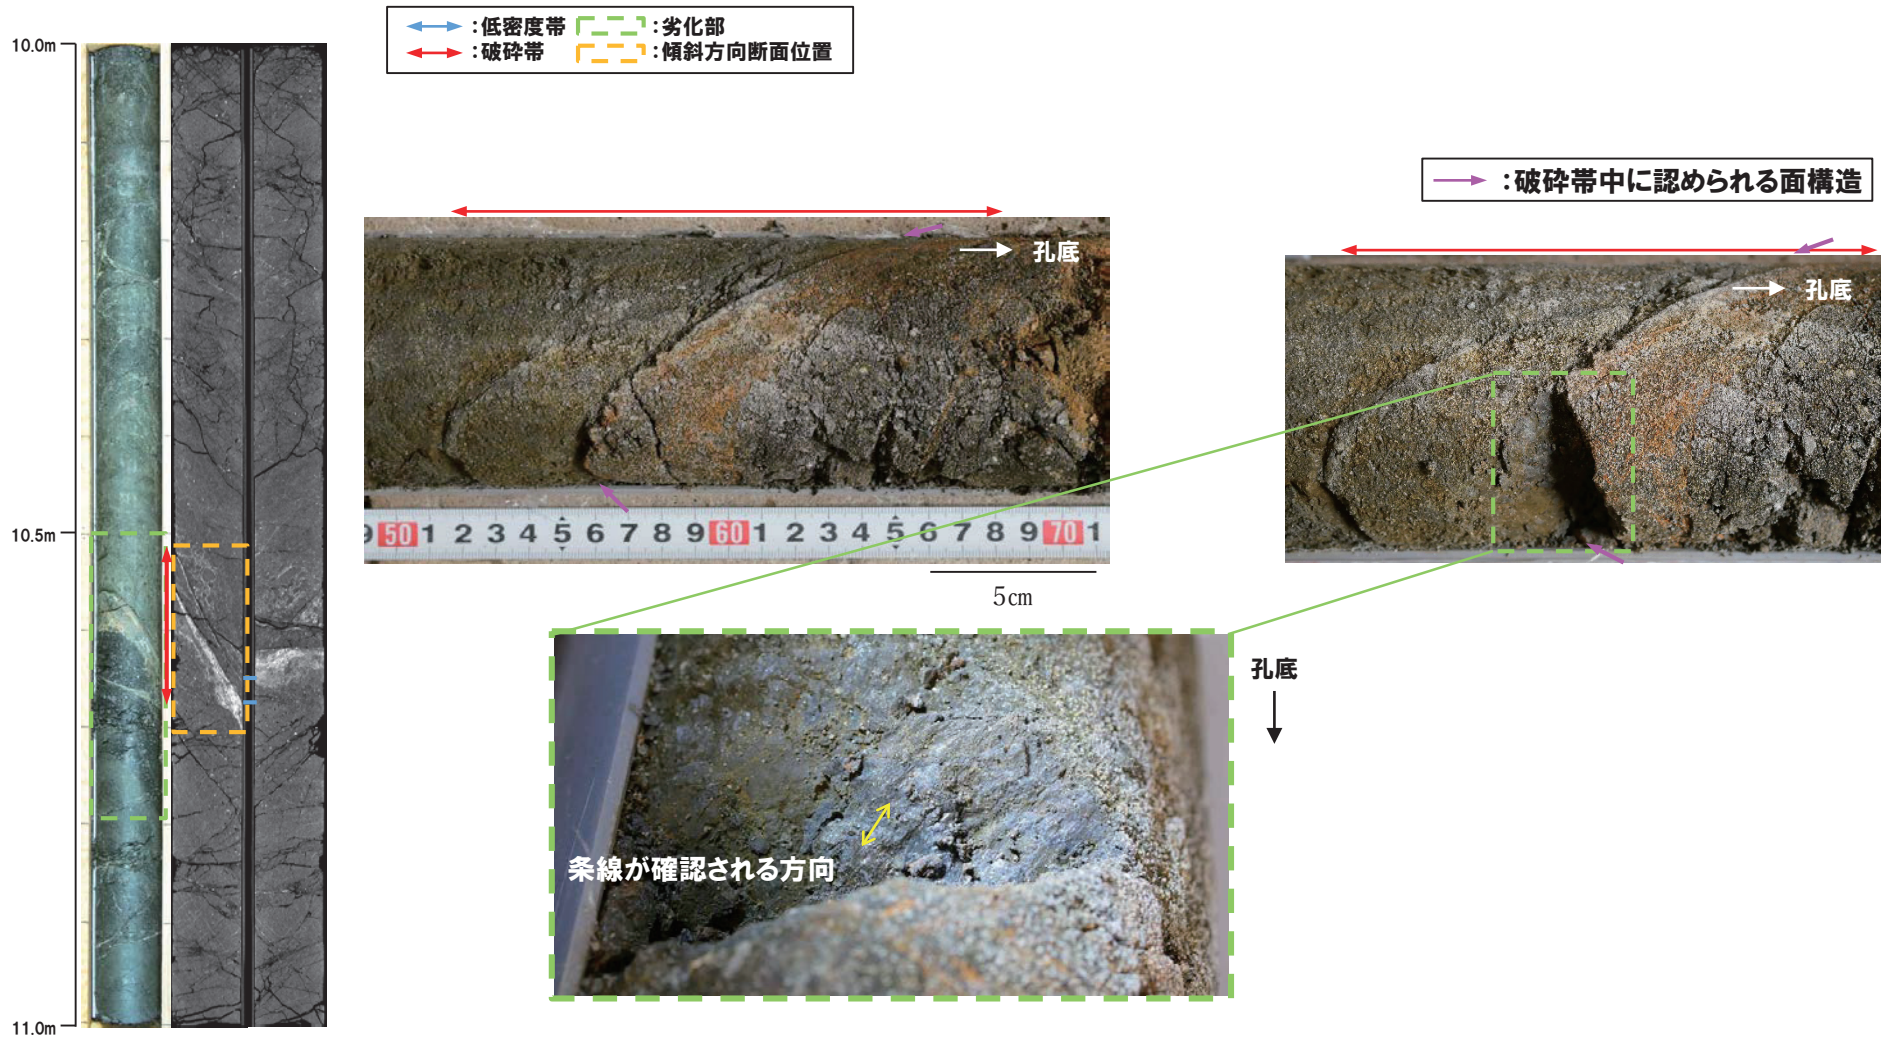 :低密度帯
:劣化部
:破砕帯
:傾斜方向断面位置
10.0m
10.5m
11.0m
:破砕帯中に認められる面構造
孔底
孔底
9 50 1 2 3 4 5 6 7 8 9 60 1 2 3 4 5 6 7 8 9 70 1
5cm
孔底
条線が確認される方向